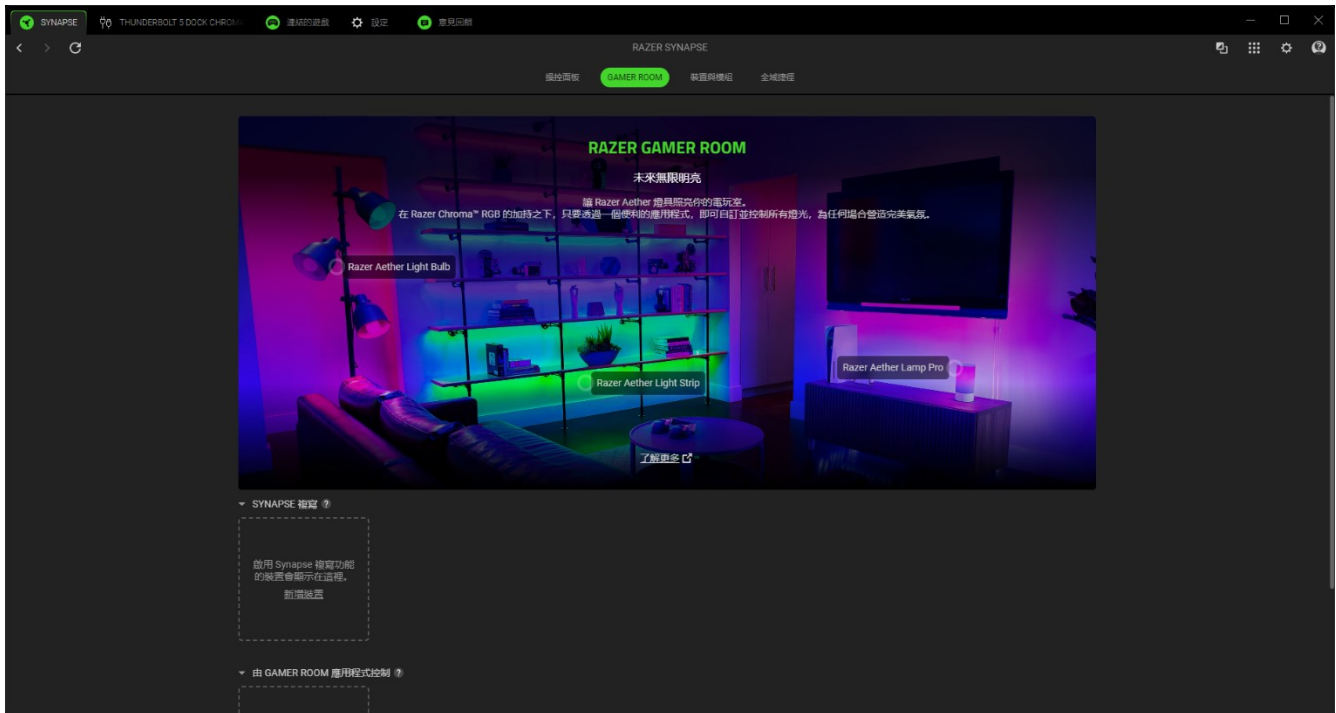 SYNAPSE
THUNDERBOLT 5 DOCK CHROMA
連結的遊戲
設定
意見回饋
RAZER SYNAPSE
操控面板
GAMER ROOM
裝置與模組
全域捷徑
RAZER GAMER ROOM
未來無限明亮
讓 Razer Aether 燈具照亮你的電玩室。
在 Razer Chroma™ RGB 的加持之下，只要透過一個便利的應用程式，即可自訂並控制所有燈光，為任何場合營造完美氣氛。
Razer Aether Light Bulb
Razer Aether Lamp Pro
Razer Aether Light Strip
了解更多
SYNAPSE 複寫 ?
啟用 Synapse 複寫功能
的裝置會顯示在這裡。
新增裝置
由 GAMER ROOM 應用程式控制 ?